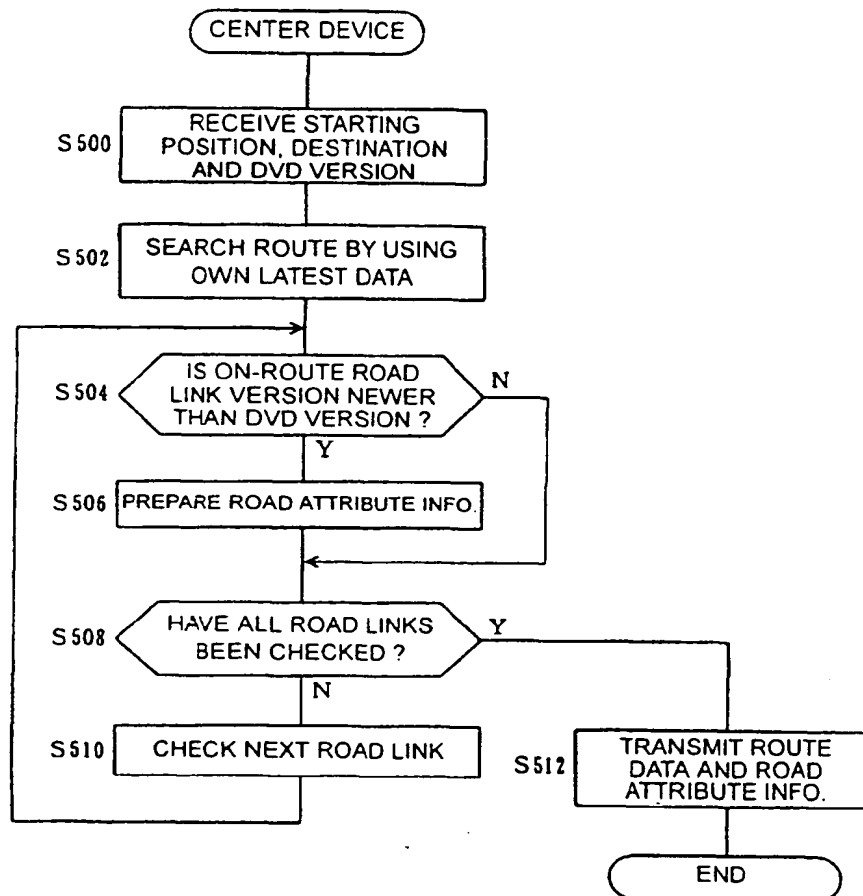 CENTER DEVICE
S500
RECEIVE STARTING
POSITION, DESTINATION
AND DVD VERSION
S502
SEARCH ROUTE BY USING
OWN LATEST DATA
S504
IS ON-ROUTE ROAD
LINK VERSION NEWER
THAN DVD VERSION ?
N
Y
S506
PREPARE ROAD ATTRIBUTE INFO.
S508
HAVE ALL ROAD LINKS
BEEN CHECKED ?
Y
N
S510
CHECK NEXT ROAD LINK
S512
TRANSMIT ROUTE
DATA AND ROAD
ATTRIBUTE INFO.
END